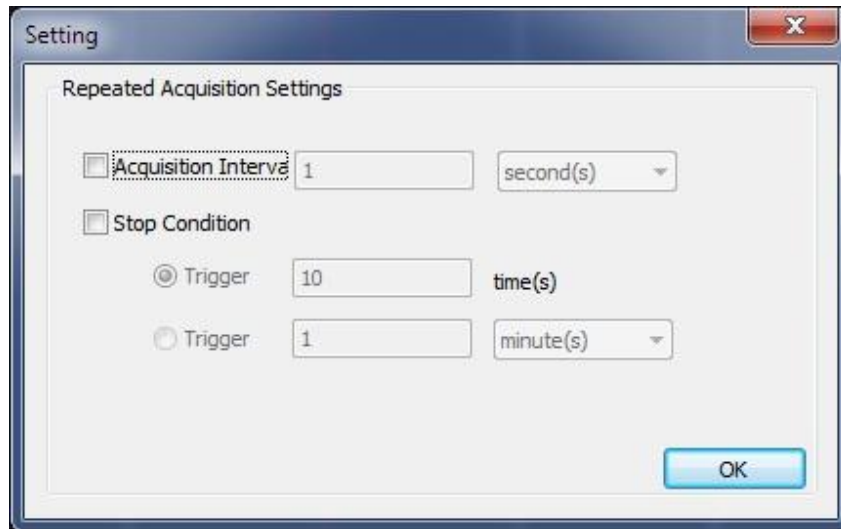 Setting
Repeated Acquisition Settings
Acquisition Interva 1 second(s)
Stop Condition
Trigger 10 time(s)
Trigger 1 minute(s)
OK